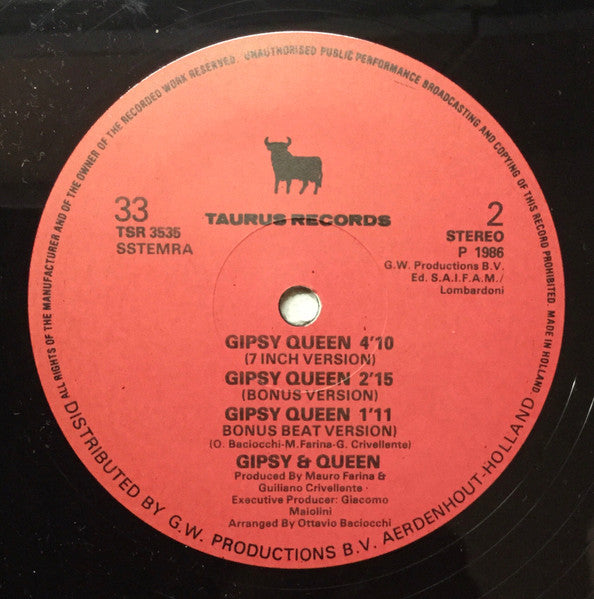 ALL RIGHTS OF THE MANUFACTURER AND OF THE OWNER OF THE RECORDED WORK RESERVED. UNAUTHORISED PUBLIC PERFORMANCE BROADCASTING AND COPYING OF THIS RECORD PROHIBITED. MADE IN HOLLAND
33
TSR 3535
SSTEMRA
TAURUS RECORDS
2
STEREO
P 1986
G.W. Productions B.V.
Ed. S.A.I.F.A.M./
Lombardoni
GIPSY QUEEN 4'10
(7 INCH VERSION)
GIPSY QUEEN 2'15
(BONUS VERSION)
GIPSY QUEEN 1'11
BONUS BEAT VERSION)
(O. Baciocchi-M. Farina-G. Crivellente)
GIPSY & QUEEN
Produced By Mauro Farina &
Guiliano Crivellente
Executive Producer: Giacomo
Maiolini
Arranged By Ottavio Baciocchi
DISTRIBUTED BY G.W. PRODUCTIONS B.V. AERDENHOUT-HOLLAND